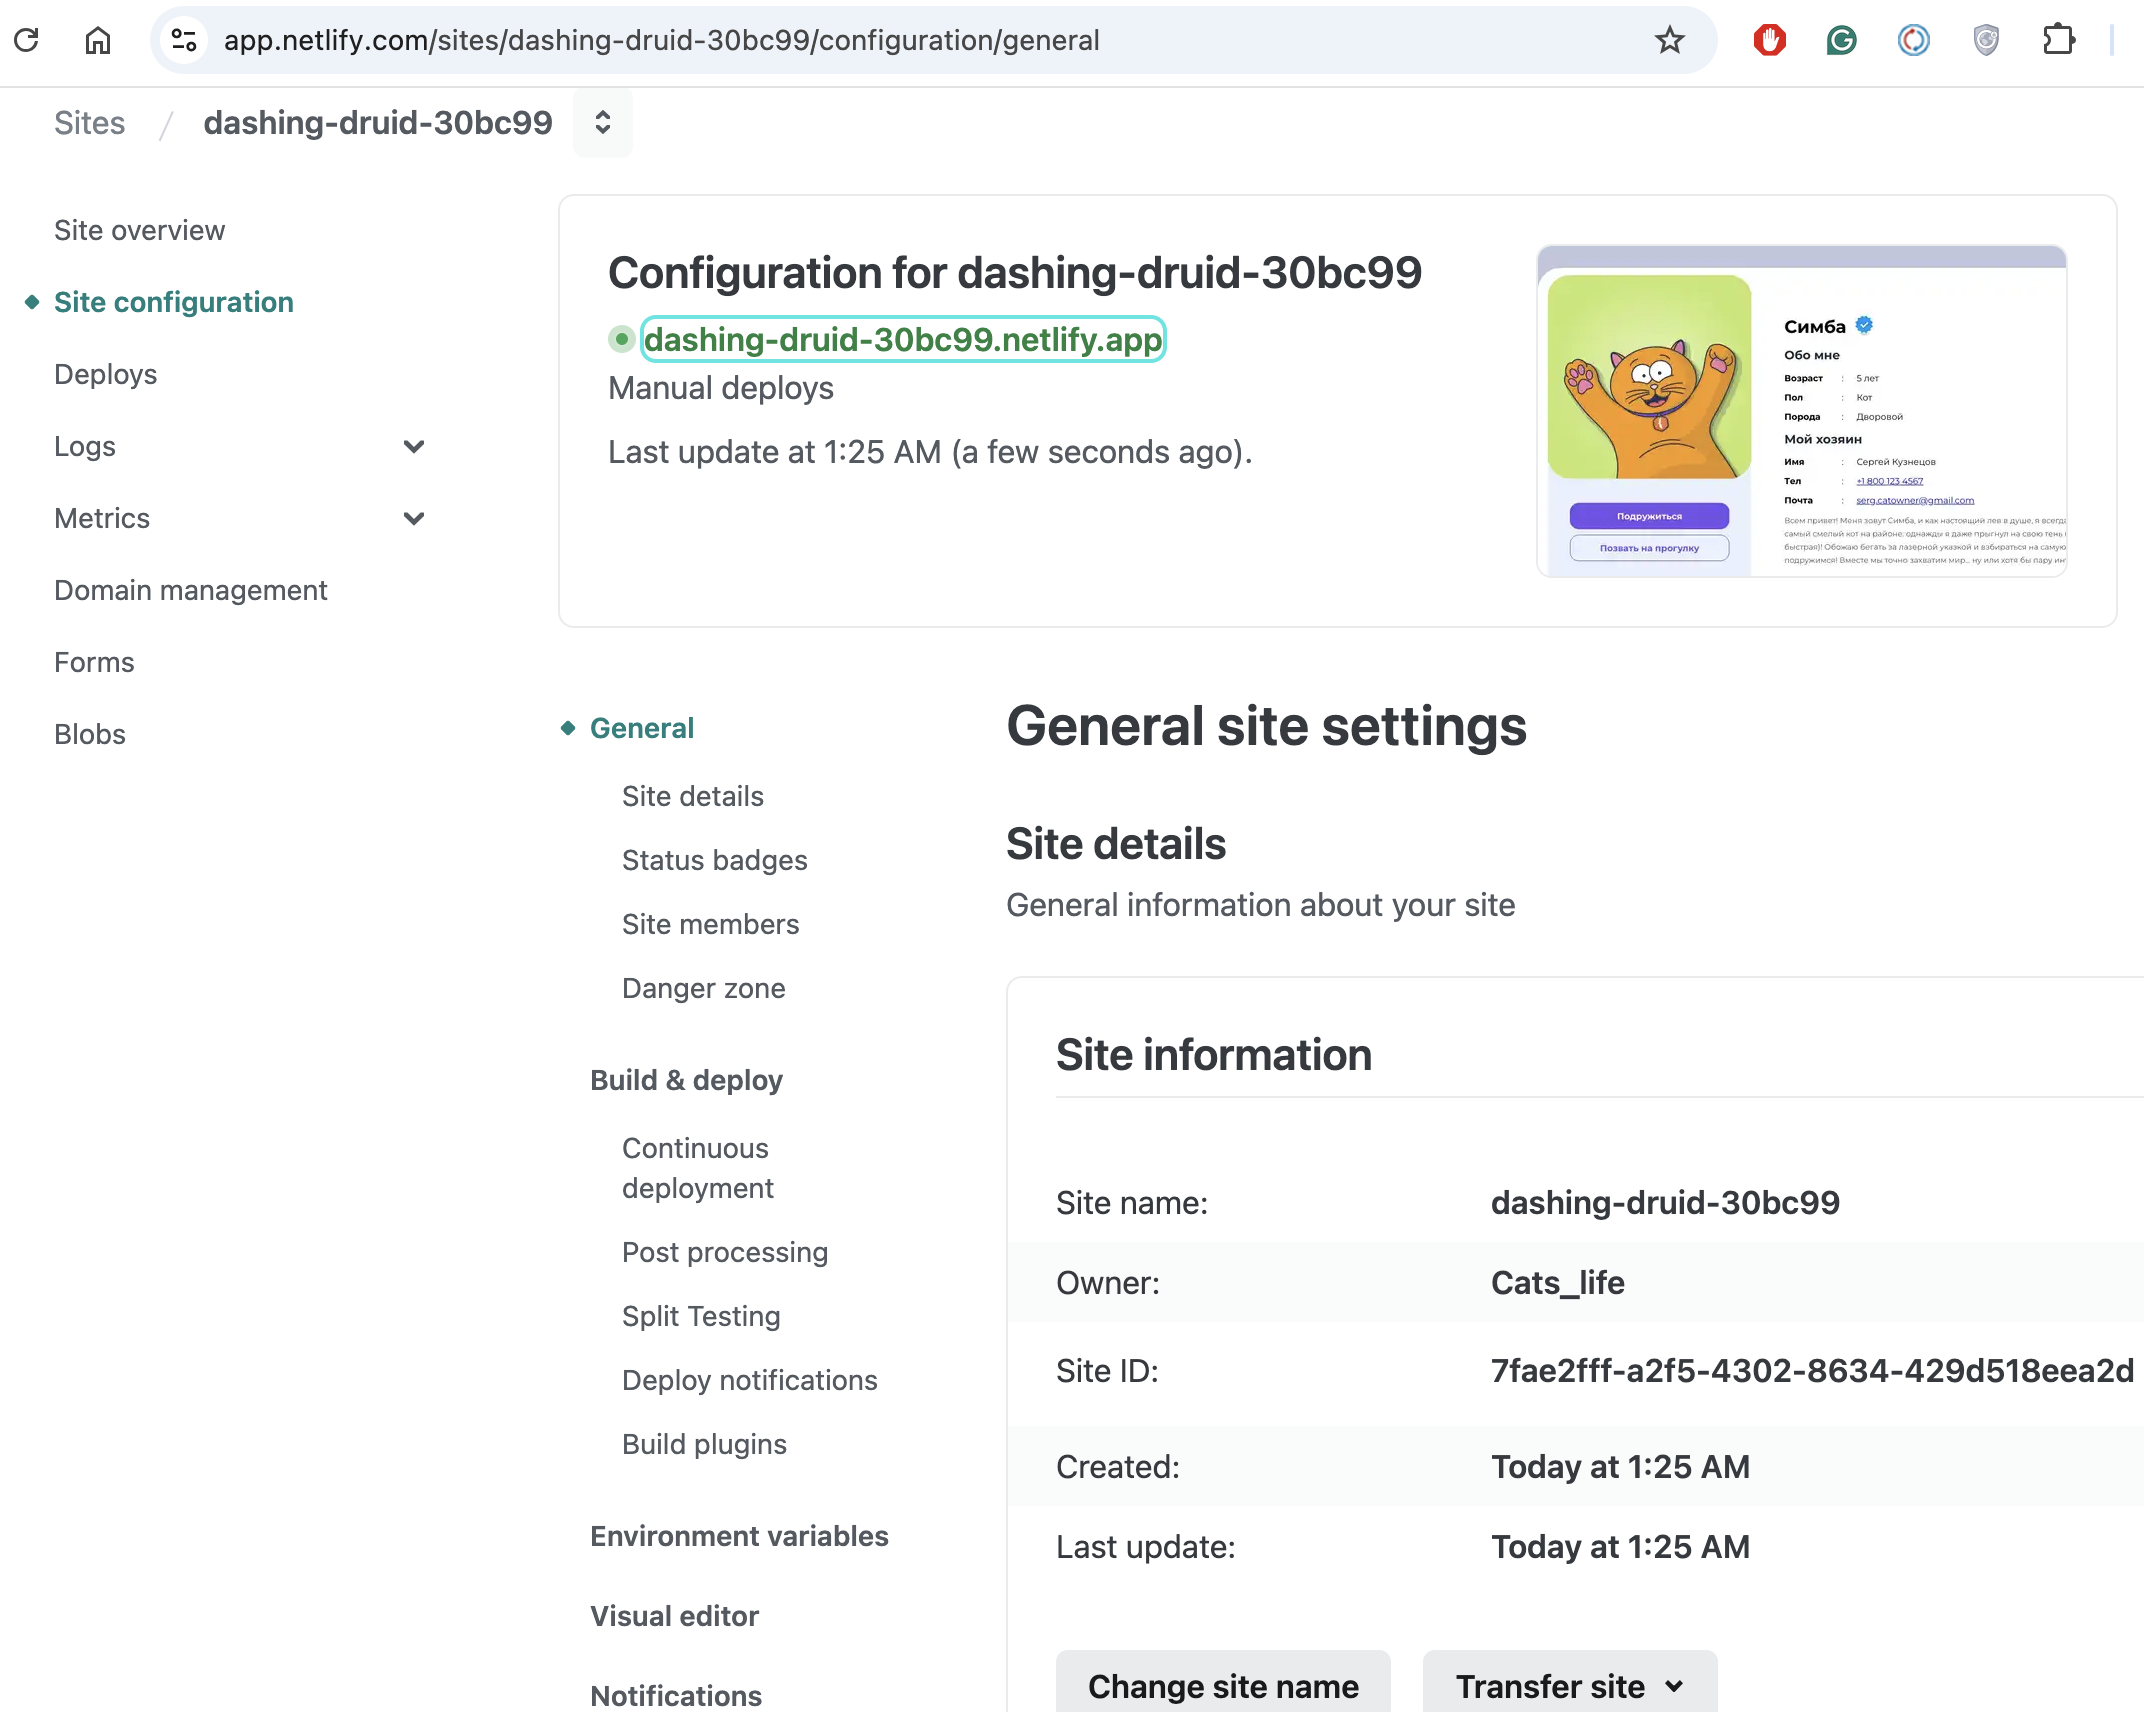 app.netlify.com/sites/dashing-druid-30bc99/configuration/general
Sites / dashing-druid-30bc99
Site overview
Site configuration
Deploys
Logs
Metrics
Domain management
Forms
Blobs
Configuration for dashing-druid-30bc99
dashing-druid-30bc99.netlify.app
Manual deploys
Last update at 1:25 AM (a few seconds ago).
Симба
Обо мне
Возраст : 5 лет
Пол : Кот
Порода : Дворовой
Мой хозяин
Имя : Сергей Кузнецов
Тел : +1 800 123 4567
Почта : serg.catowner@gmail.com
Всем привет! Меня зовут Симба, и как настоящий лев в душе, я всегда
самый смелый кот на районе: однажды я даже прыгнул на свою тень
быстрая)! Обожаю бегать за лазерной указкой и взбираться на самую
подружимся! Вместе мы точно захватим мир... ну или хотя бы пару
Подружиться
Позвать на прогулку
General
Site details
Status badges
Site members
Danger zone
Build & deploy
Continuous
deployment
Post processing
Split Testing
Deploy notifications
Build plugins
Environment variables
Visual editor
Notifications
General site settings
Site details
General information about your site
Site information
Site name: dashing-druid-30bc99
Owner: Cats_life
Site ID: 7fae2fff-a2f5-4302-8634-429d518eea2d
Created: Today at 1:25 AM
Last update: Today at 1:25 AM
Change site name
Transfer site